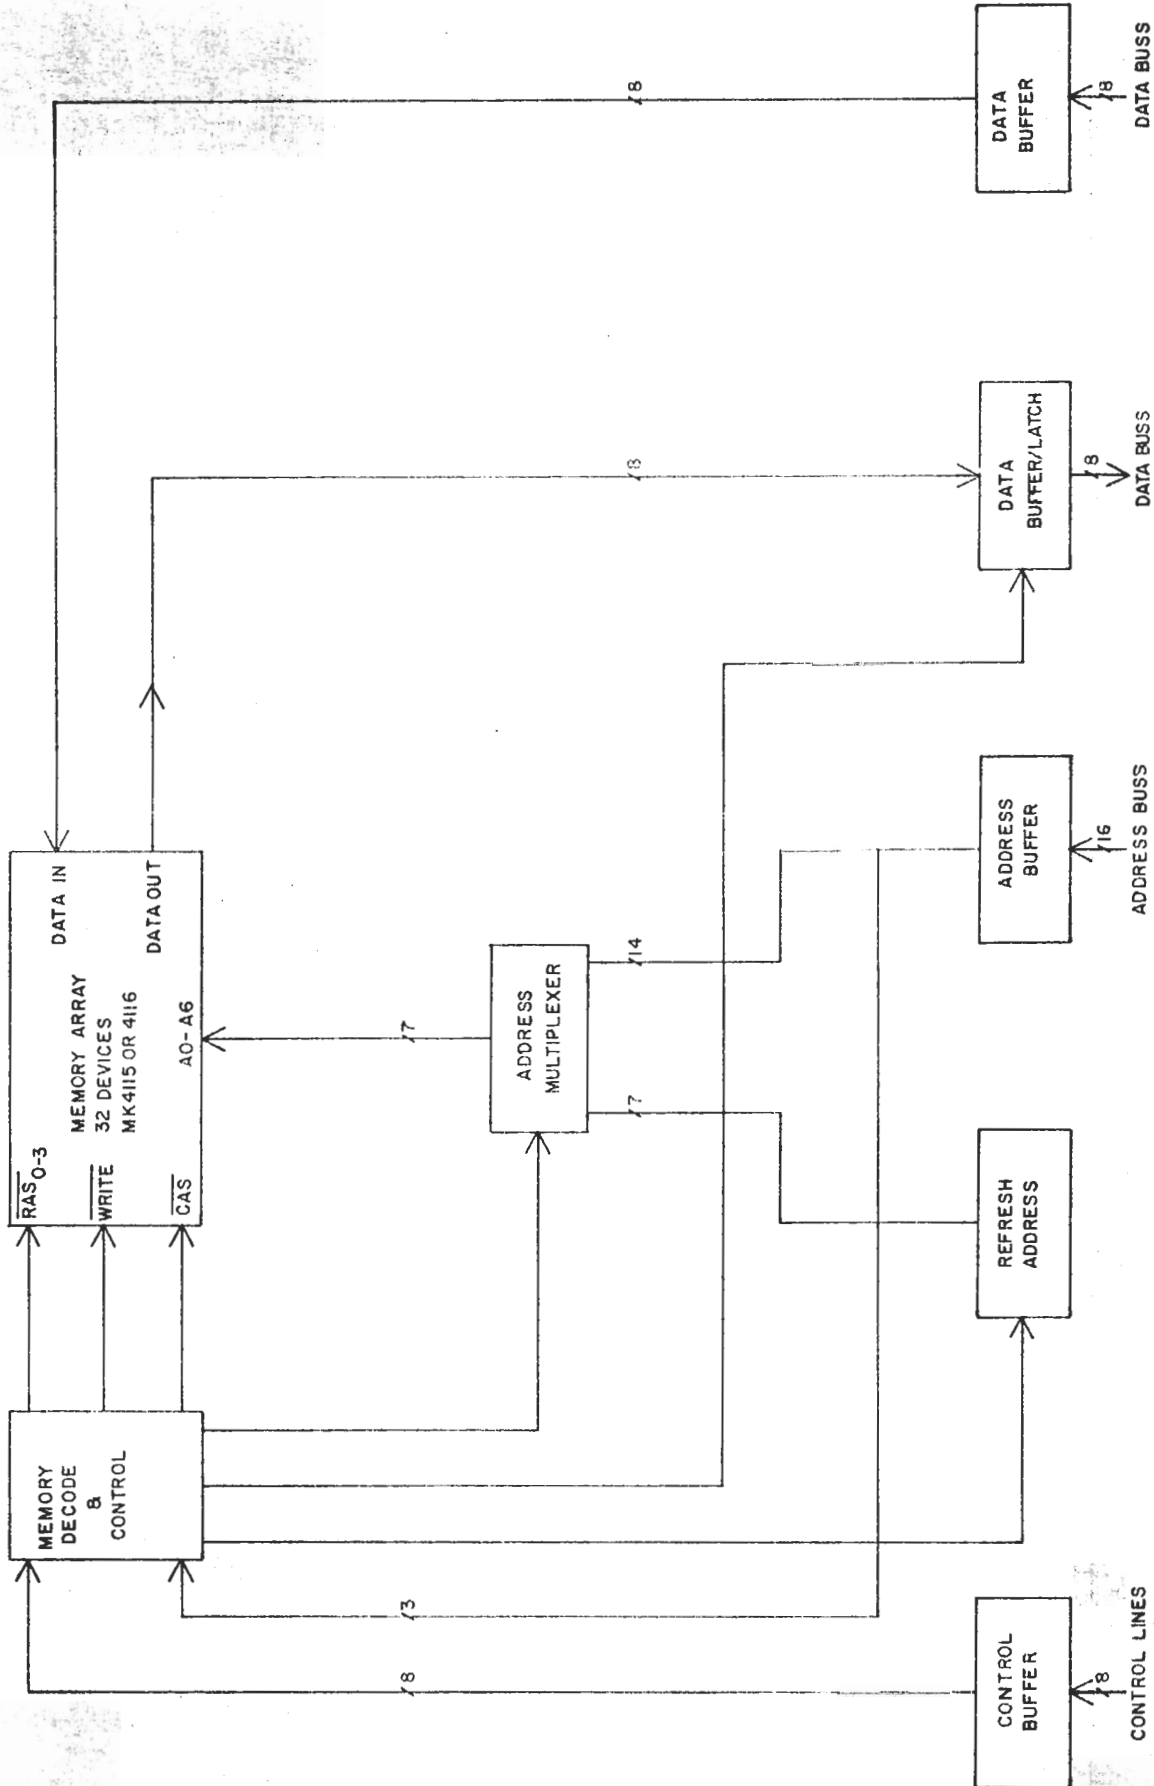 MEMORY
DECODE
&
CONTROL
RAS0-3
WRITE
CAS
MEMORY ARRAY
32 DEVICES
MK4115 OR 4116
A0-A6
DATA IN
DATA OUT
8
3
7
ADDRESS
MULTIPLEXER
7
14
8
8
CONTROL
BUFFER
REFRESH
ADDRESS
ADDRESS
BUFFER
DATA
BUFFER/LATCH
DATA
BUFFER
8
16
8
8
CONTROL LINES
ADDRESS BUSS
DATA BUSS
DATA BUSS